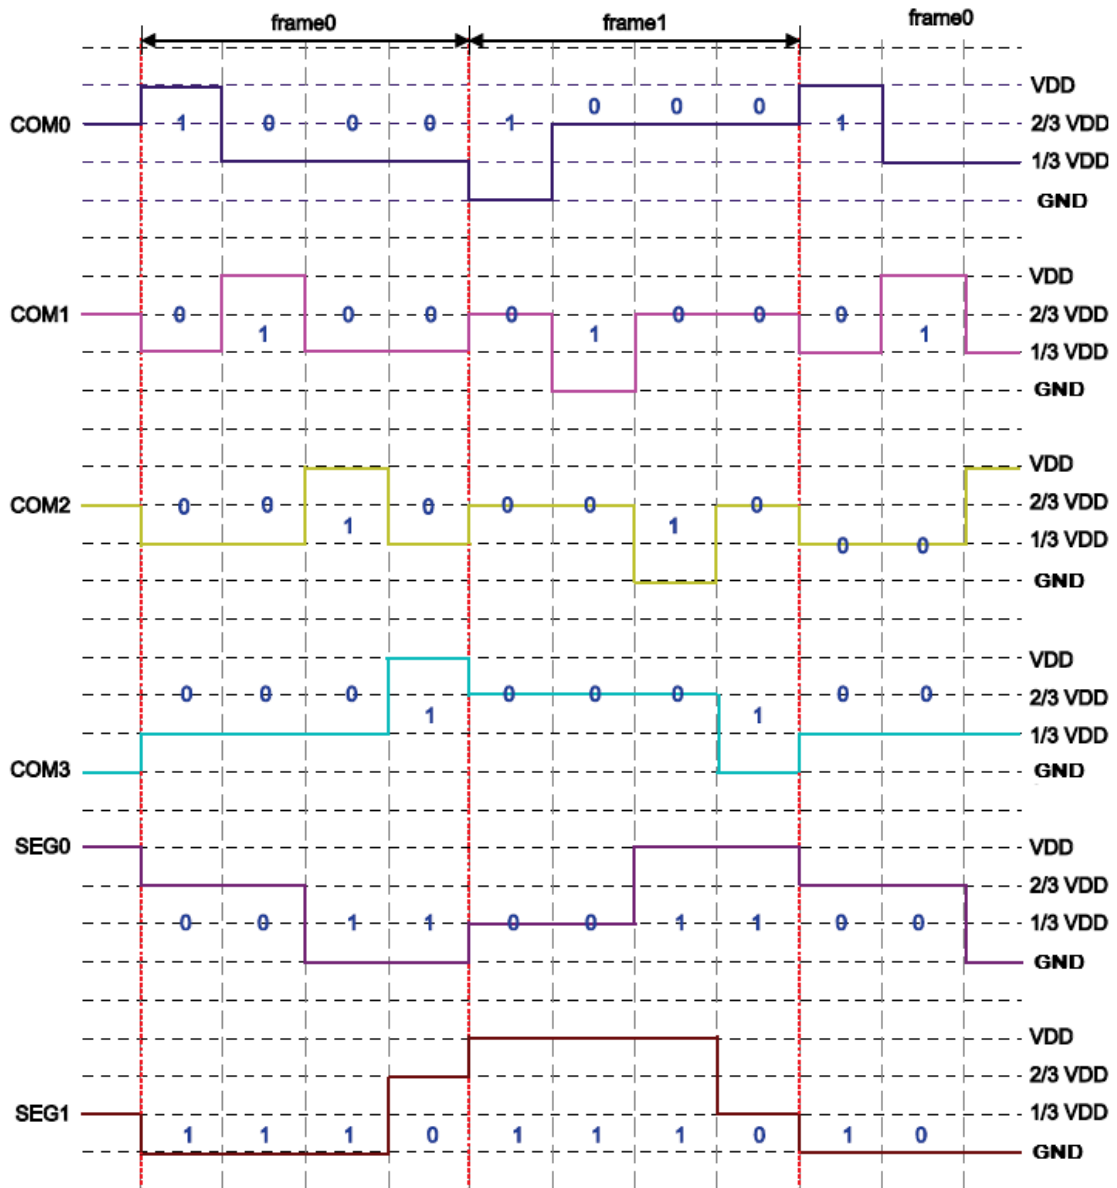 frame0 frame1 frame0
VDD
0 0 0
COM0 1 0 0 0 1 1 2/3 VDD
1/3 VDD
GND
VDD
COM1 0 0 0 0 0 0 0 2/3 VDD
1 1 1
1/3 VDD
GND
VDD
COM2 0 0 0 0 0 0 2/3 VDD
1 1
1/3 VDD
0 0
GND
VDD
0 0 0 0 0 0 0 0 2/3 VDD
1 1
1/3 VDD
COM3 GND
SEG0 VDD
2/3 VDD
0 0 1 1 0 0 1 1 0 0 1/3 VDD
GND
VDD
2/3 VDD
SEG1 1/3 VDD
1 1 1 0 1 1 1 0 1 0
GND